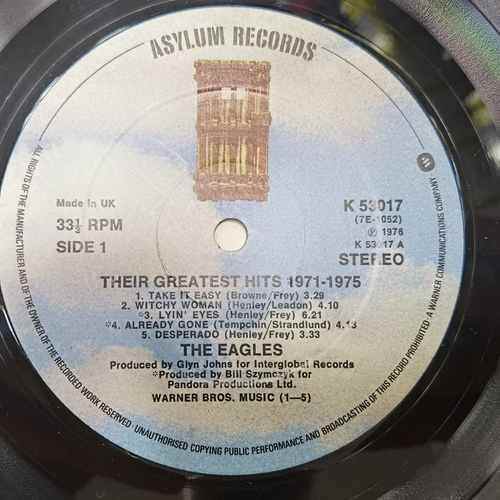 ASYLUM RECORDS
Made in UK
33⅓ RPM
SIDE 1
K 53017
(7E-1052)
℗ 1976
K 53017 A
STEREO
THEIR GREATEST HITS 1971-1975
1. TAKE IT EASY (Browne/Frey) 3.29
2. WITCHY WOMAN (Henley/Leadon) 4.10
*3. LYIN' EYES (Henley/Frey) 6.21
*4. ALREADY GONE (Tempchin/Strandlund) 4.13
5. DESPERADO (Henley/Frey) 3.33
THE EAGLES
Produced by Glyn Johns for Interglobal Records
*Produced by Bill Szymczyk for
Pandora Productions Ltd.
WARNER BROS. MUSIC (1—5)
ALL RIGHTS OF THE MANUFACTURER AND OF THE OWNER OF THE RECORDED WORK RESERVED UNAUTHORISED COPYING PUBLIC PERFORMANCE AND BROADCASTING OF THIS RECORD PROHIBITED A WARNER COMMUNICATIONS COMPANY